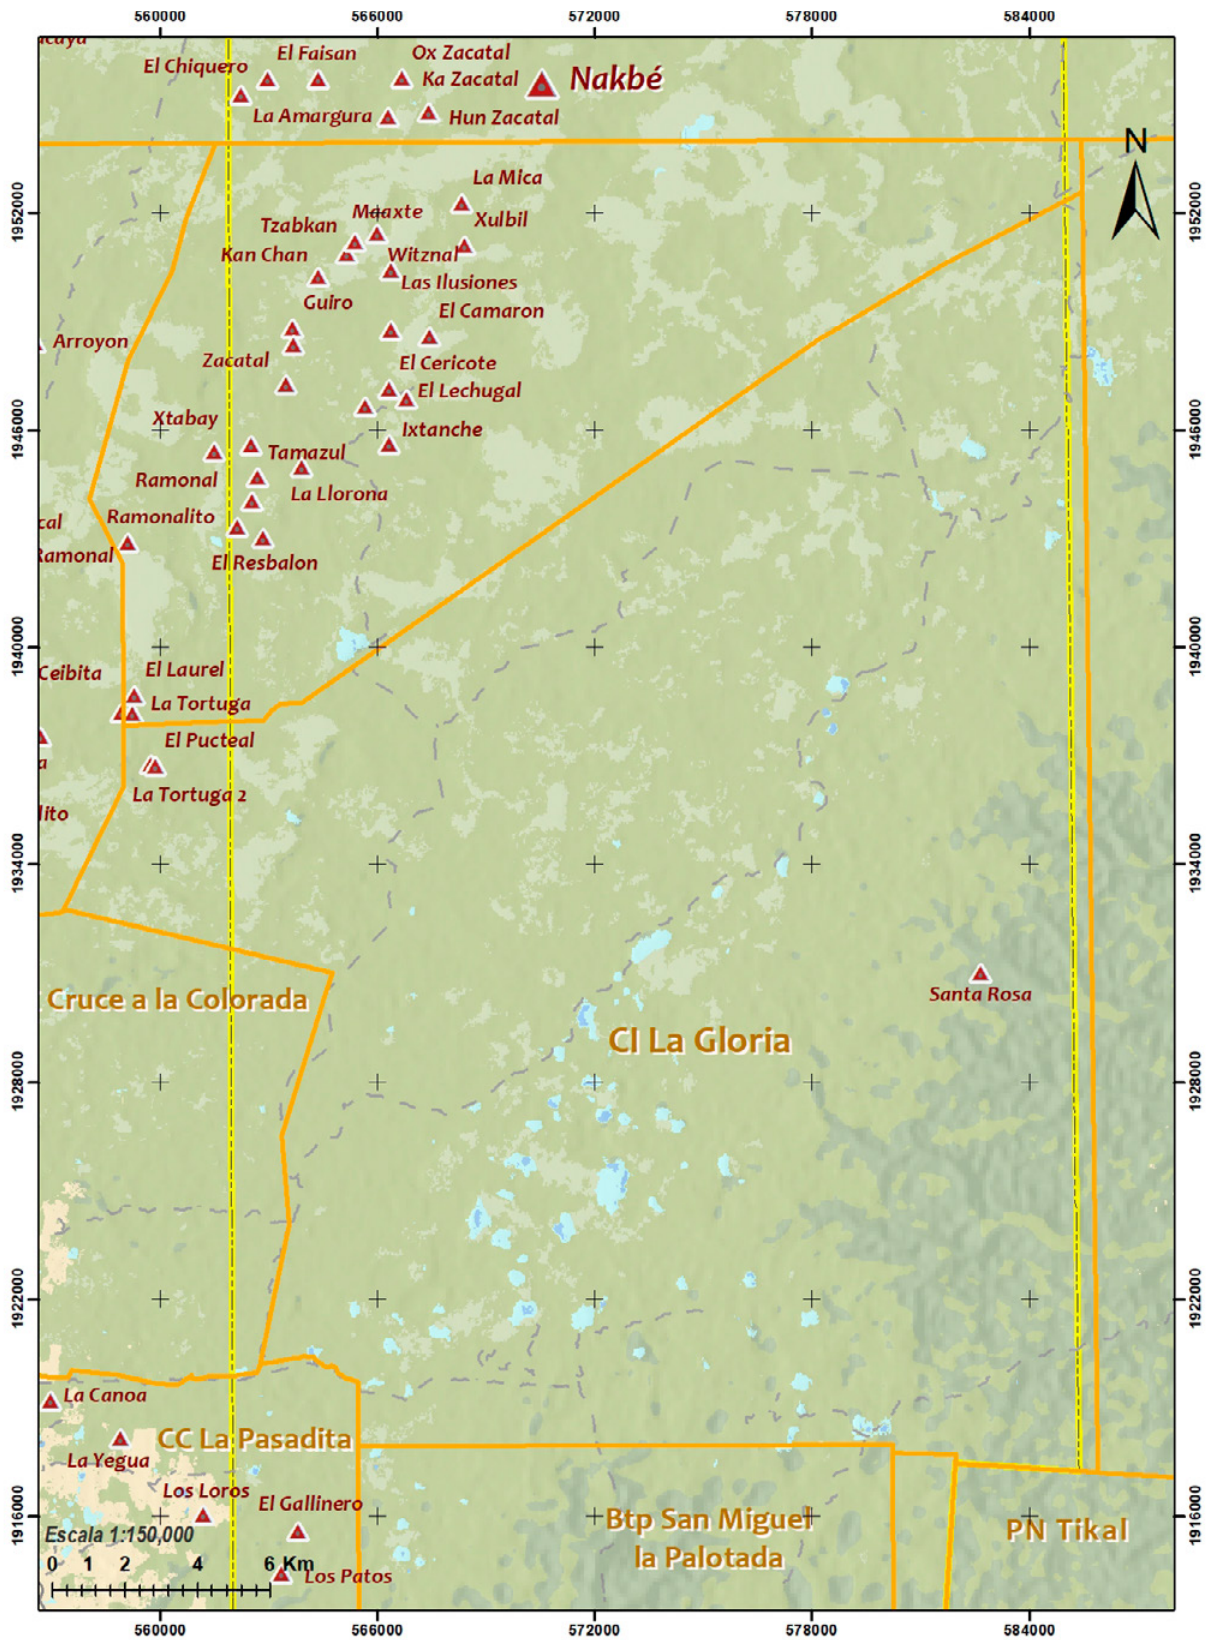 560000 566000 572000 578000 584000
acaya
El Faisan
Ox Zacatal
El Chiquero
Ka Zacatal
Nakbé
La Amargura
Hun Zacatal
N
La Mica
1952000
1952000
Maaxte
Tzabkan
Xulbil
Kan Chan
Witznal
Las Ilusiones
Guiro
El Camaron
Arroyon
Zacatal
El Cericote
El Lechugal
Xtabay
1946000
1946000
Ixtanche
Tamazul
Ramonal
La Llorona
Ramonalito
cal
Ramonal
El Resbalon
1940000
1940000
Ceibita
El Laurel
La Tortuga
El Pucteal
a
La Tortuga 2
lito
1934000
1934000
Santa Rosa
Cruce a la Colorada
CI La Gloria
1928000
1928000
1922000
1922000
La Canoa
CC La Pasadita
La Yegua
Los Loros
El Gallinero
1916000
1916000
Btp San Miguel
la Palotada
PN Tikal
Escala 1:150,000
0 1 2 4 6 Km
Los Patos
560000 566000 572000 578000 584000